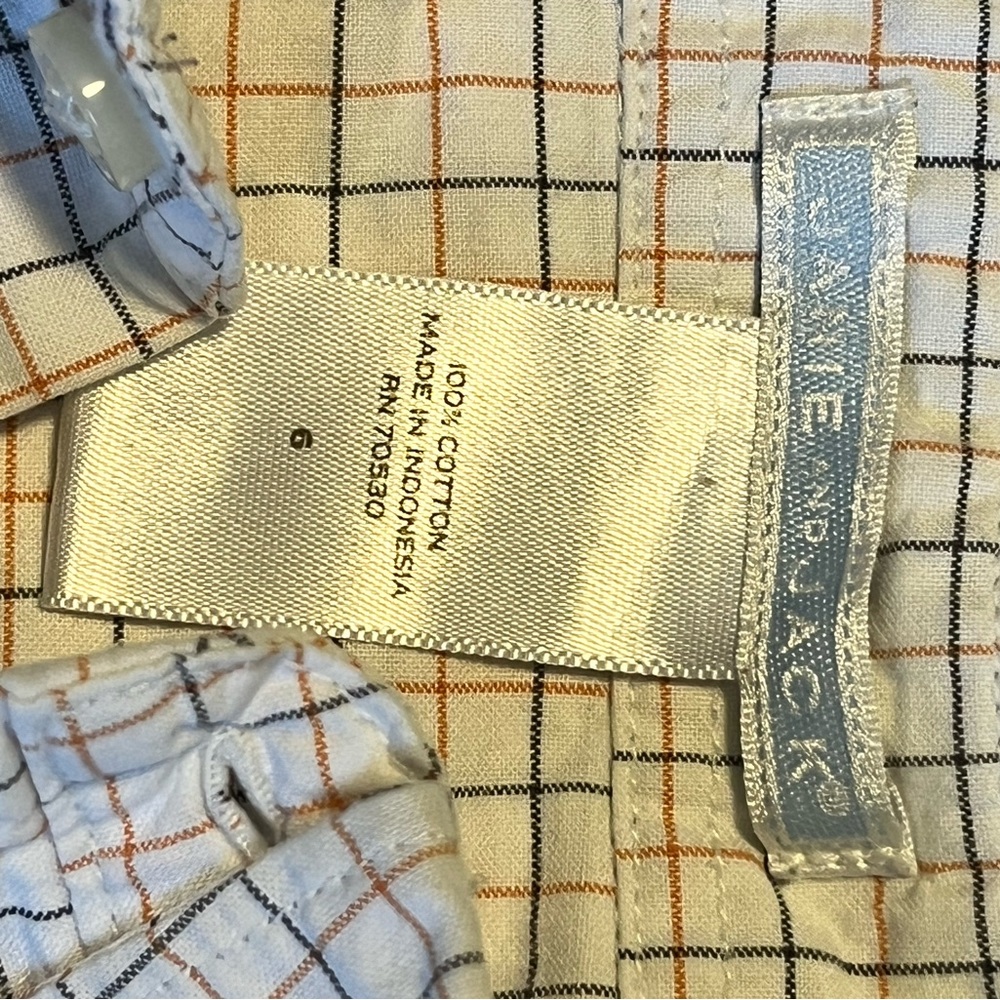 JANIE AND JACK®
100% COTTON
MADE IN INDONESIA
RN 70530
6